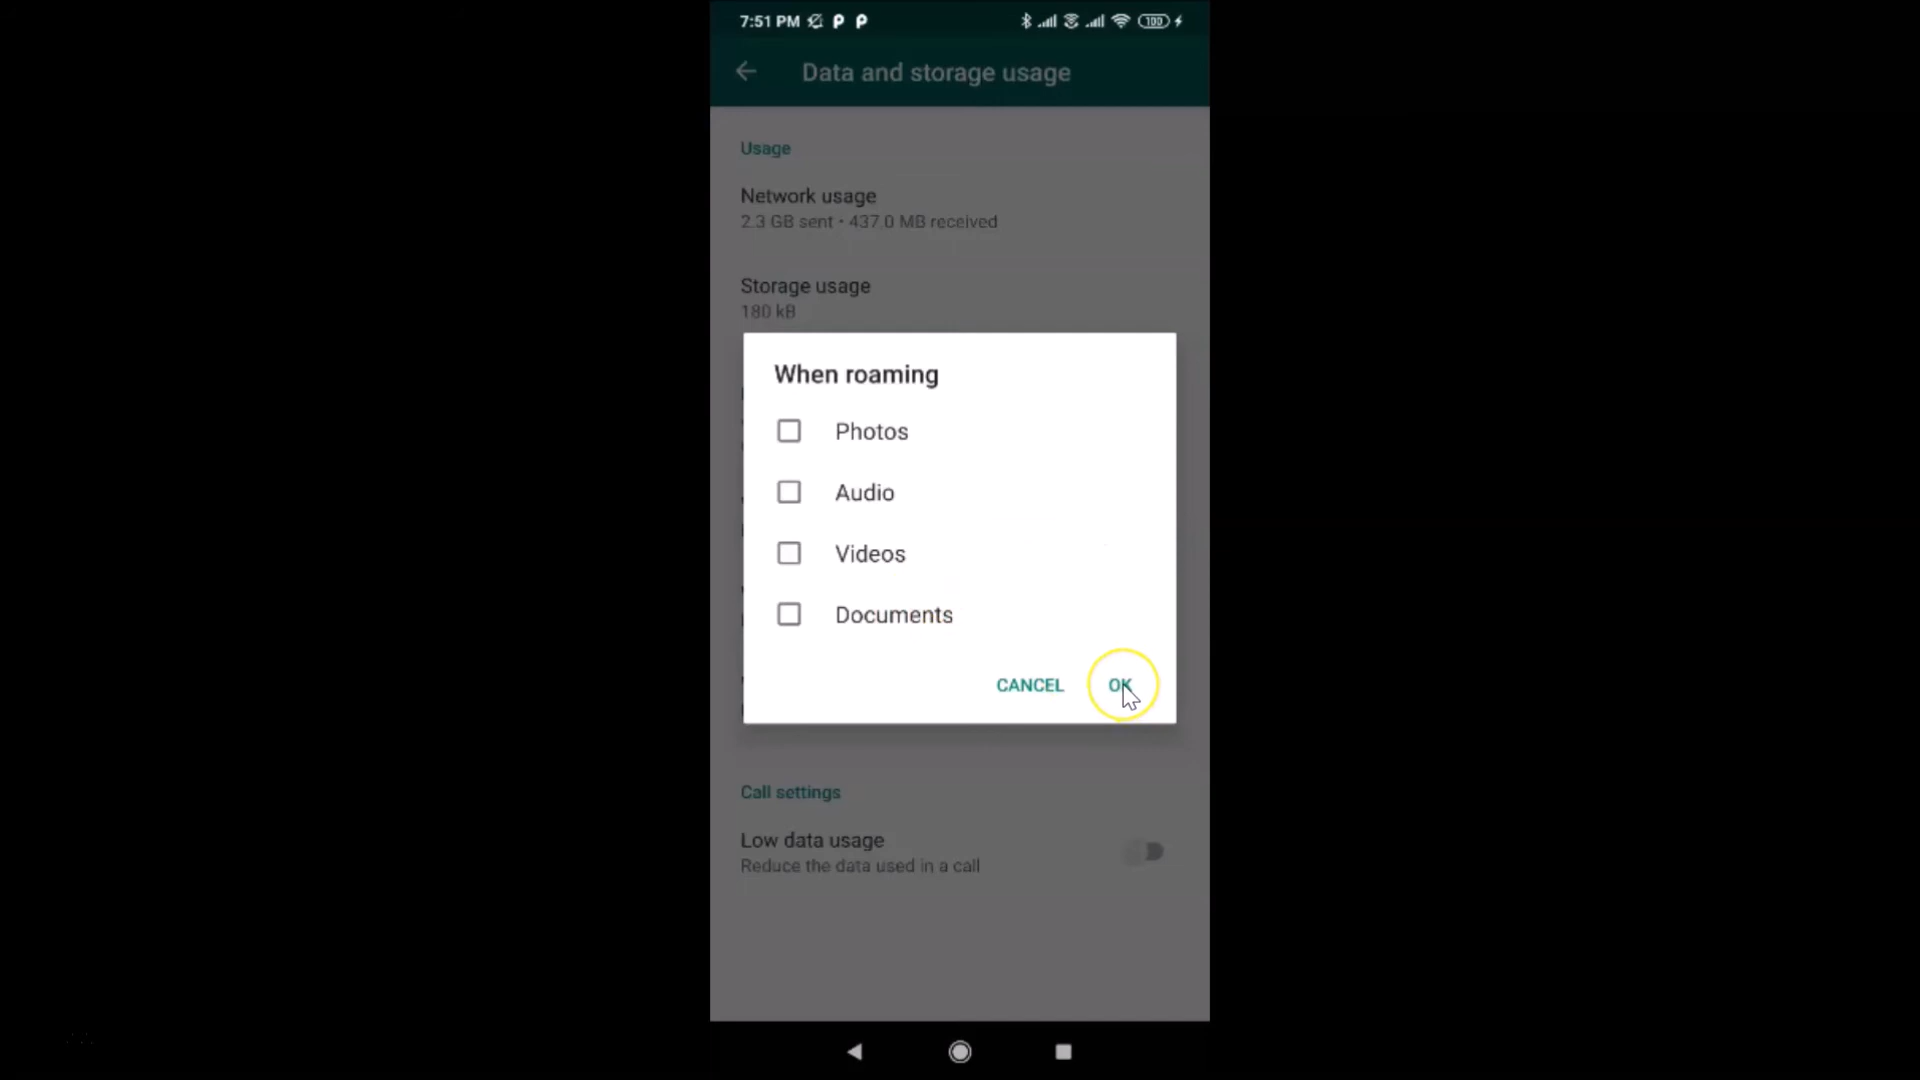 7:51 PM
100
Data and storage usage
Usage
Network usage
2.3 GB sent • 437.0 MB received
Storage usage
180 kB
When roaming
Photos
Audio
Videos
Documents
CANCEL
OK
Call settings
Low data usage
Reduce the data used in a call